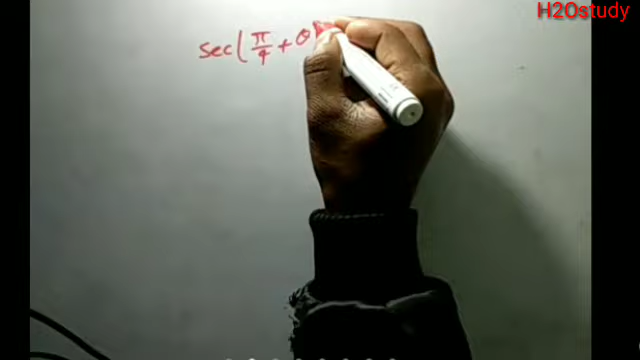 H2Ostudy
sec(π/4 + θ